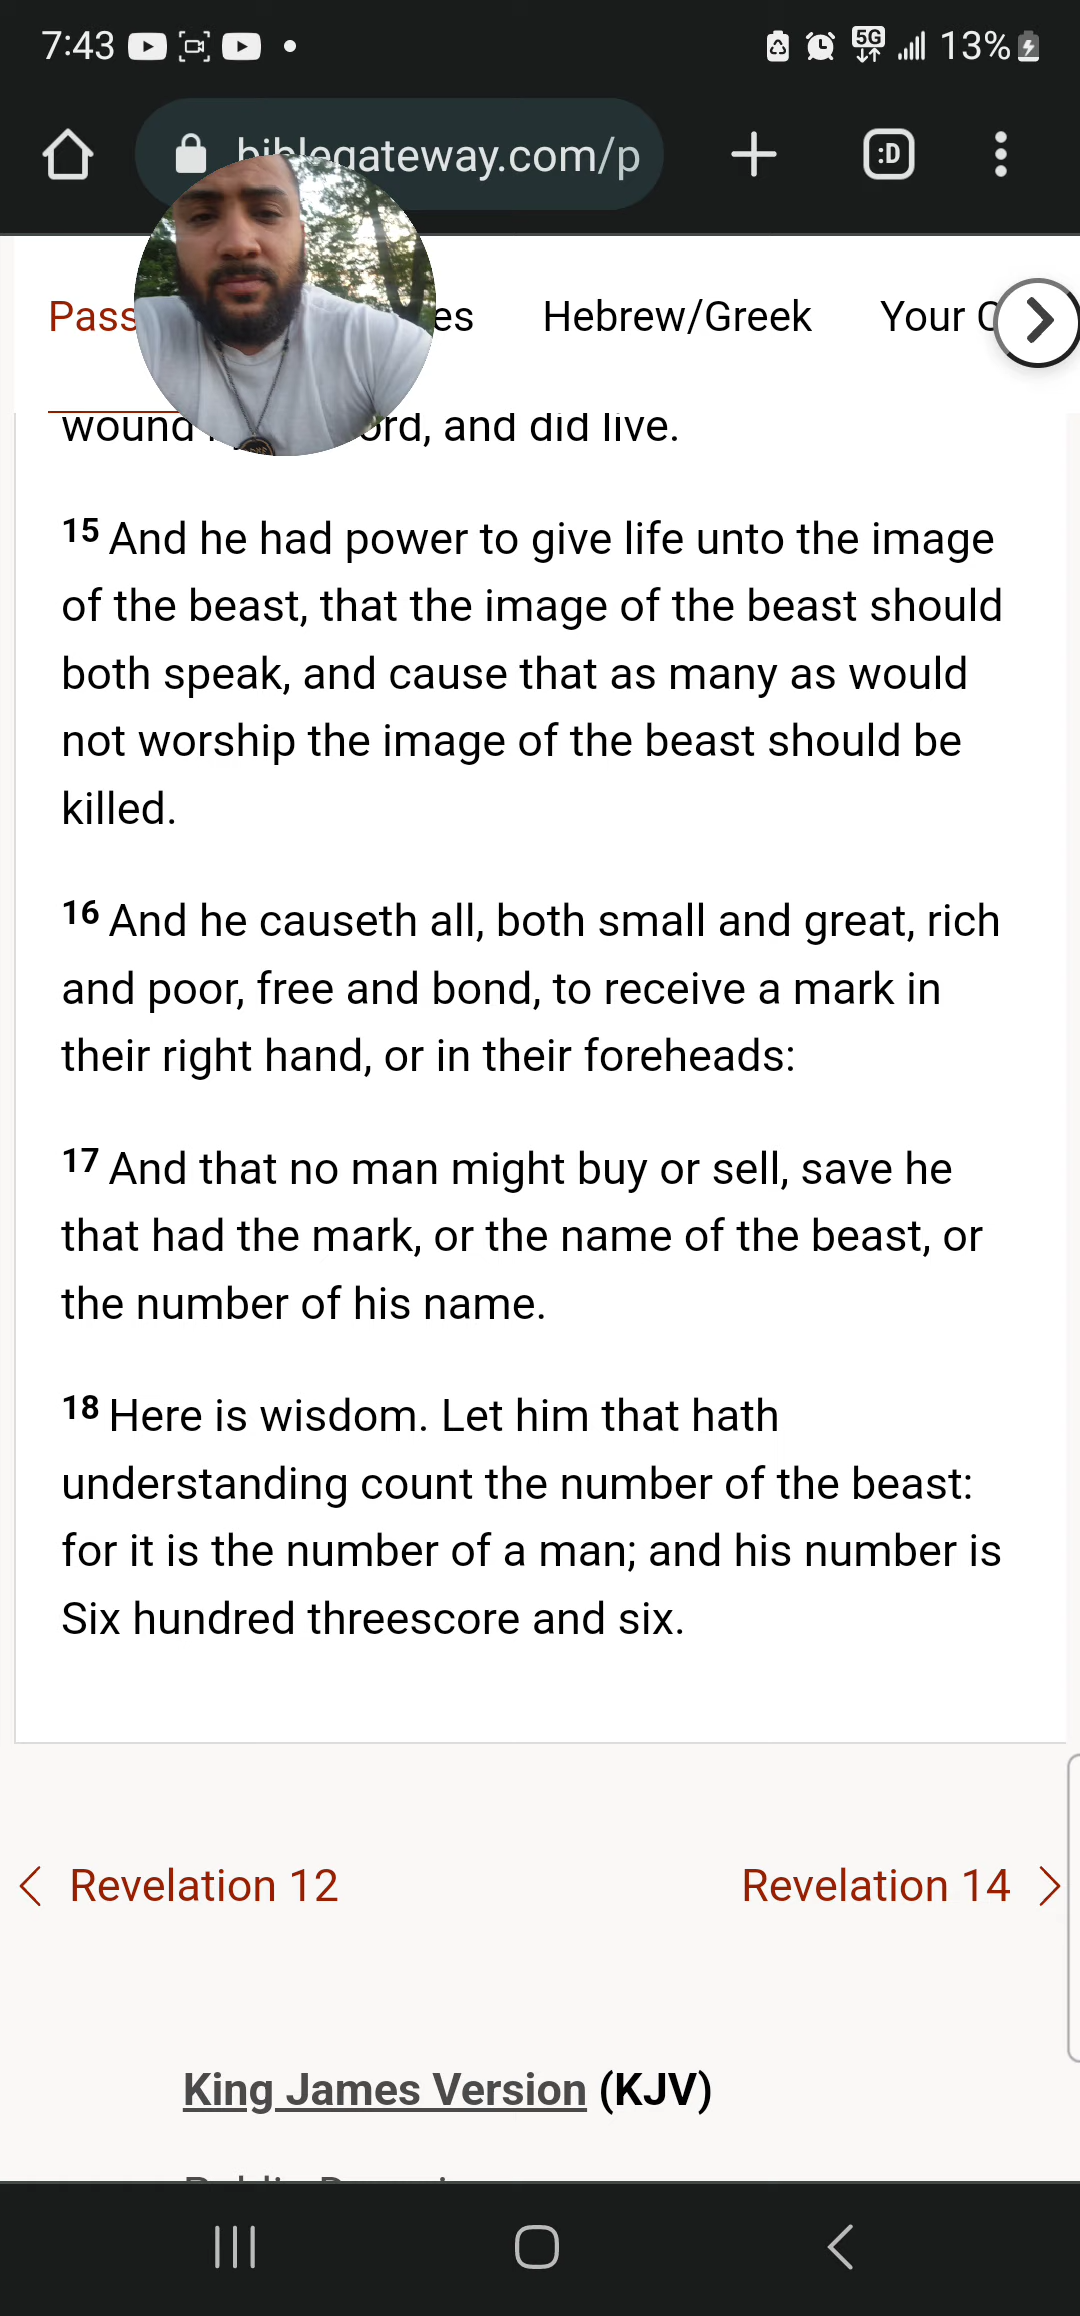 7:43 5G 13%
biblegateway.com/p :D
Pass es Hebrew/Greek Your
wound ord, and did live.
15 And he had power to give life unto the image
of the beast, that the image of the beast should
both speak, and cause that as many as would
not worship the image of the beast should be
killed.
16 And he causeth all, both small and great, rich
and poor, free and bond, to receive a mark in
their right hand, or in their foreheads:
17 And that no man might buy or sell, save he
that had the mark, or the name of the beast, or
the number of his name.
18 Here is wisdom. Let him that hath
understanding count the number of the beast:
for it is the number of a man; and his number is
Six hundred threescore and six.
Revelation 12 Revelation 14
King James Version (KJV)